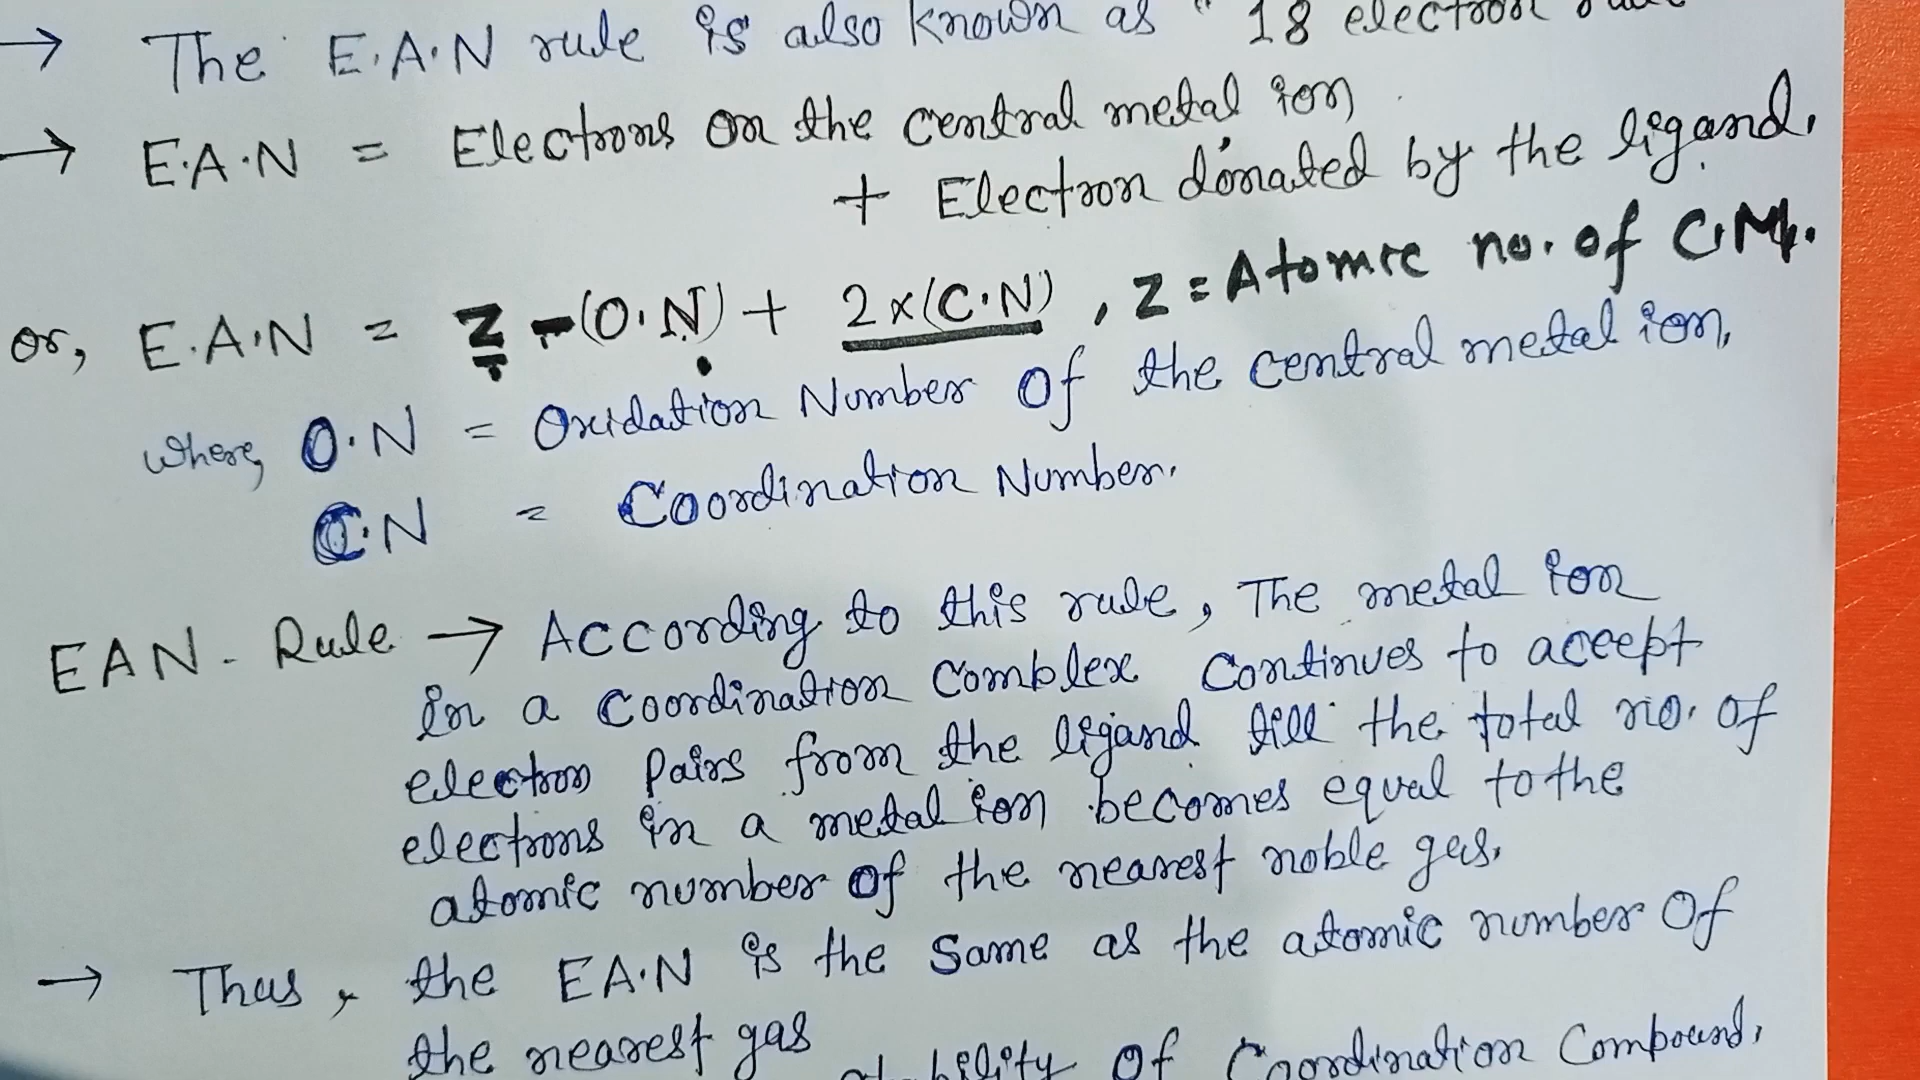 → The E.A.N rule is also known as " 18 electron rule
→ E.A.N = Electrons on the central metal ion
+ Electron donated by the ligand.
or, E.A.N = Z - (O.N) + 2x(C.N) , Z = Atomic no. of C.M.
where, O.N = Oxidation Number Of the central metal ion,
C.N = Coordination Number.
EAN - Rule → According to this rule, The metal ion
in a coordination complex continues to accept
electron pairs from the ligand till the total no. of
electrons in a metal ion becomes equal to the
atomic number of the nearest noble gas.
→ Thus, the EA.N is the same as the atomic number Of
the nearest gas
Of Coordination Compound.